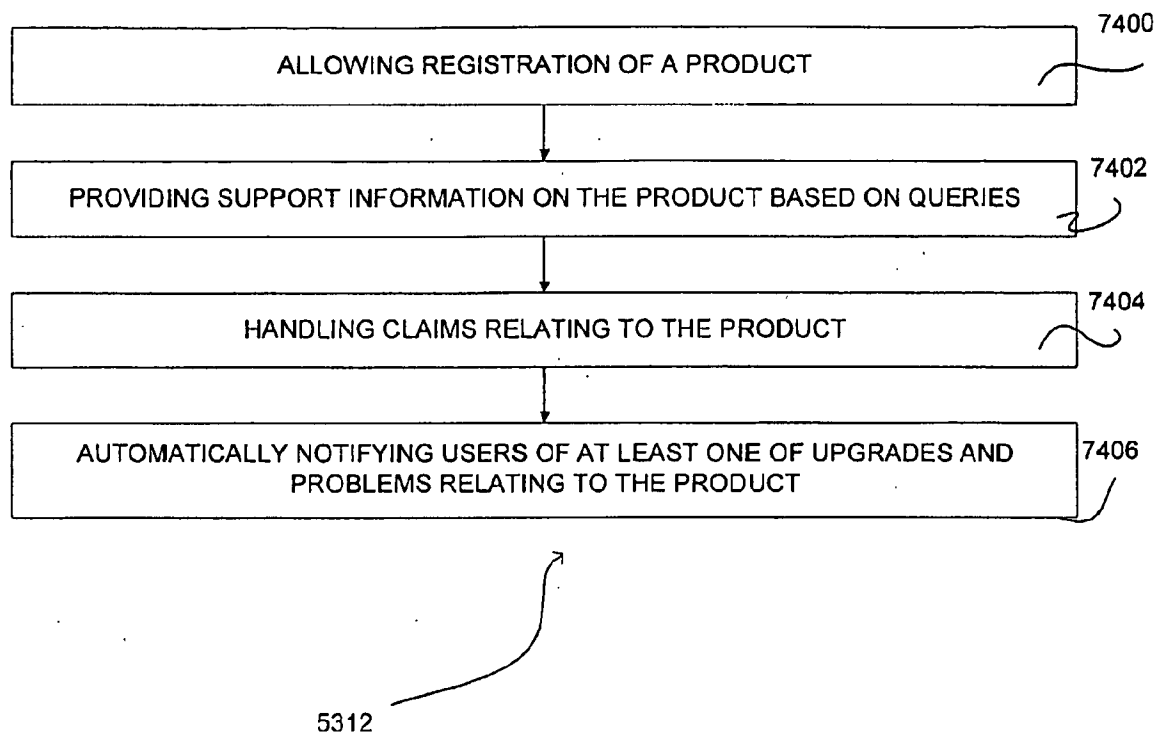 7400
ALLOWING REGISTRATION OF A PRODUCT
7402
PROVIDING SUPPORT INFORMATION ON THE PRODUCT BASED ON QUERIES
7404
HANDLING CLAIMS RELATING TO THE PRODUCT
7406
AUTOMATICALLY NOTIFYING USERS OF AT LEAST ONE OF UPGRADES AND
PROBLEMS RELATING TO THE PRODUCT
5312